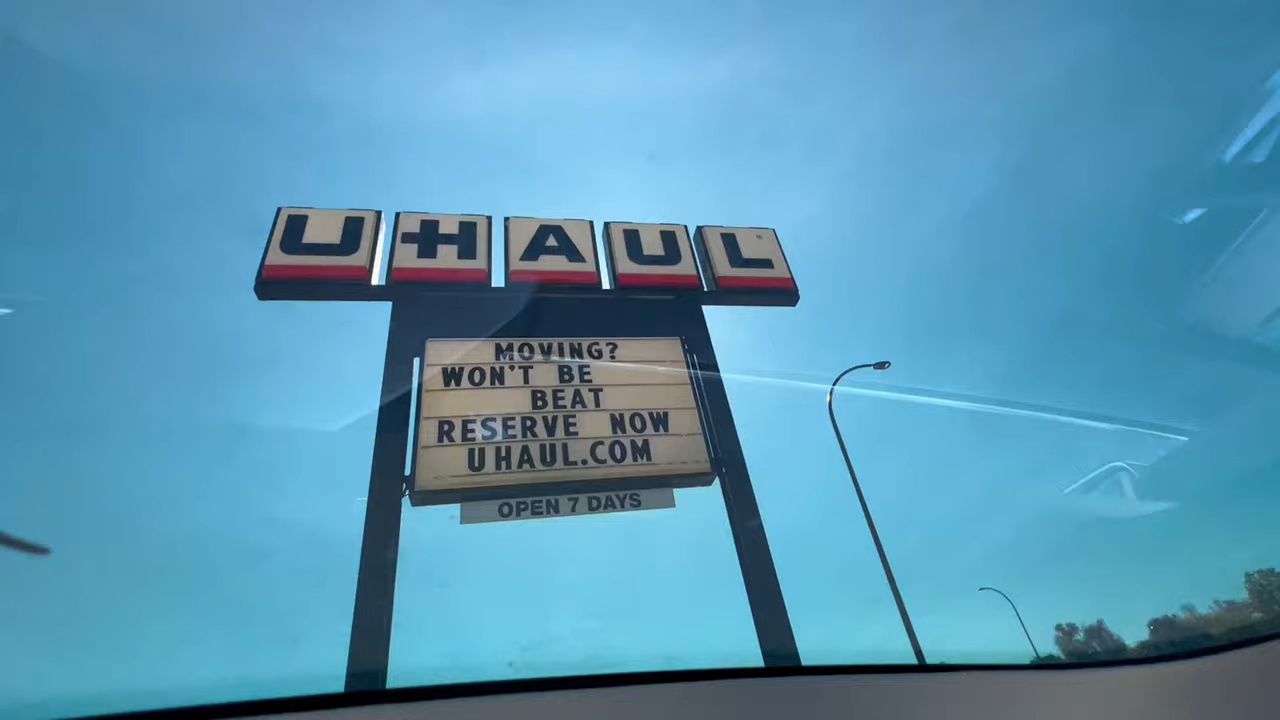 UHAUL
MOVING?
WON'T BE
BEAT
RESERVE NOW
UHAUL.COM
OPEN 7 DAYS